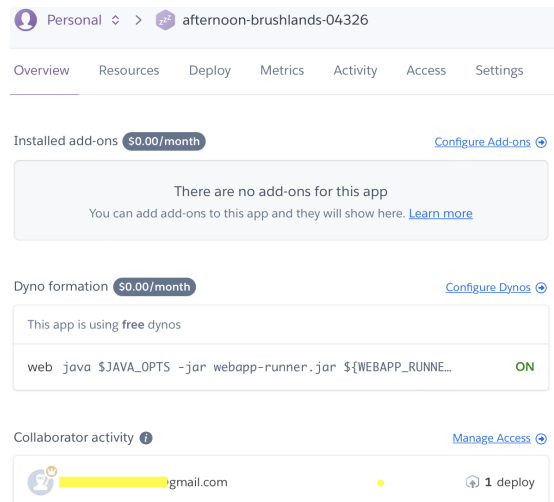 Personal > zzZ afternoon-brushlands-04326
Overview Resources Deploy Metrics Activity Access Settings
Installed add-ons $0.00/month Configure Add-ons
There are no add-ons for this app
You can add add-ons to this app and they will show here. Learn more
Dyno formation $0.00/month Configure Dynos
This app is using free dynos
web java $JAVA_OPTS -jar webapp-runner.jar ${WEBAPP_RUNNE… ON
Collaborator activity i Manage Access
gmail.com 1 deploy